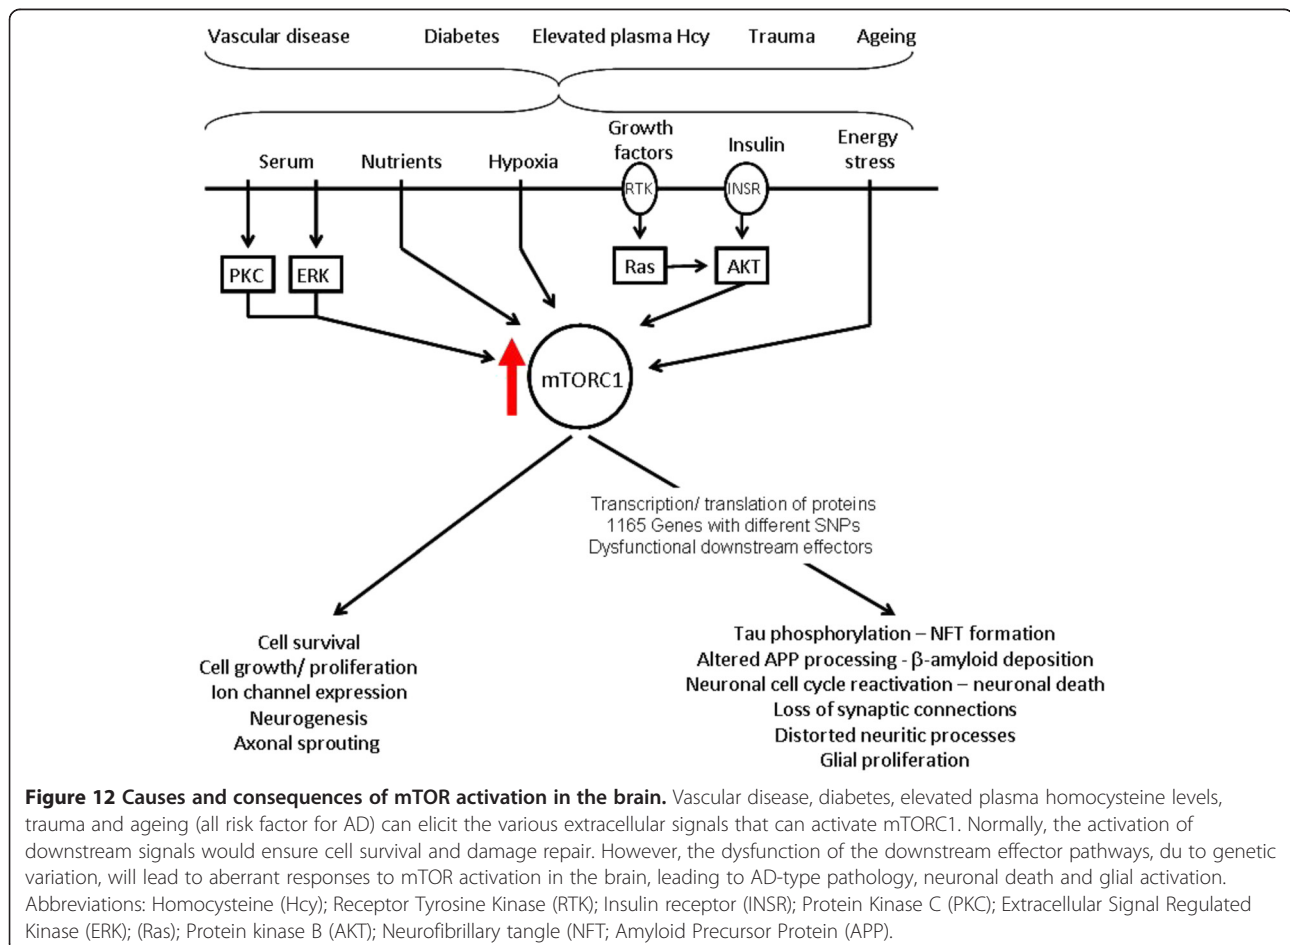 Vascular disease Diabetes Elevated plasma Hcy Trauma Ageing
Serum Nutrients Hypoxia Growth factors Insulin Energy stress
RTK INSR
PKC ERK Ras AKT
mTORC1
Transcription/ translation of proteins
1165 Genes with different SNPs
Dysfunctional downstream effectors
Cell survival
Cell growth/ proliferation
Ion channel expression
Neurogenesis
Axonal sprouting
Tau phosphorylation – NFT formation
Altered APP processing - β-amyloid deposition
Neuronal cell cycle reactivation – neuronal death
Loss of synaptic connections
Distorted neuritic processes
Glial proliferation
Figure 12 Causes and consequences of mTOR activation in the brain. Vascular disease, diabetes, elevated plasma homocysteine levels,
trauma and ageing (all risk factor for AD) can elicit the various extracellular signals that can activate mTORC1. Normally, the activation of
downstream signals would ensure cell survival and damage repair. However, the dysfunction of the downstream effector pathways, du to genetic
variation, will lead to aberrant responses to mTOR activation in the brain, leading to AD-type pathology, neuronal death and glial activation.
Abbreviations: Homocysteine (Hcy); Receptor Tyrosine Kinase (RTK); Insulin receptor (INSR); Protein Kinase C (PKC); Extracellular Signal Regulated
Kinase (ERK); (Ras); Protein kinase B (AKT); Neurofibrillary tangle (NFT; Amyloid Precursor Protein (APP).